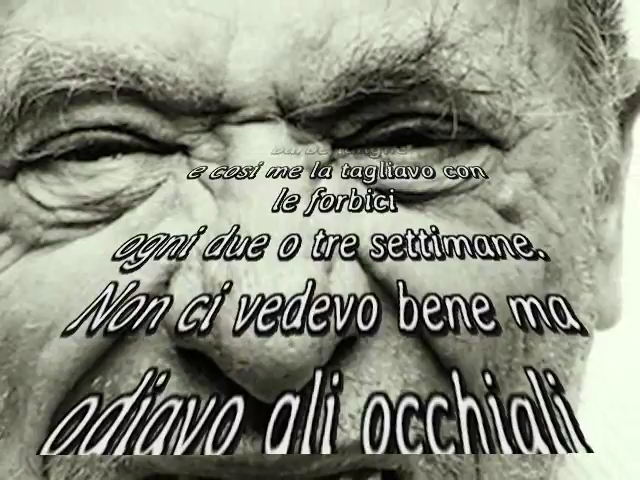 e così me la tagliavo con
le forbici
ogni due o tre settimane.
Non ci vedevo bene ma
odiavo gli occhiali